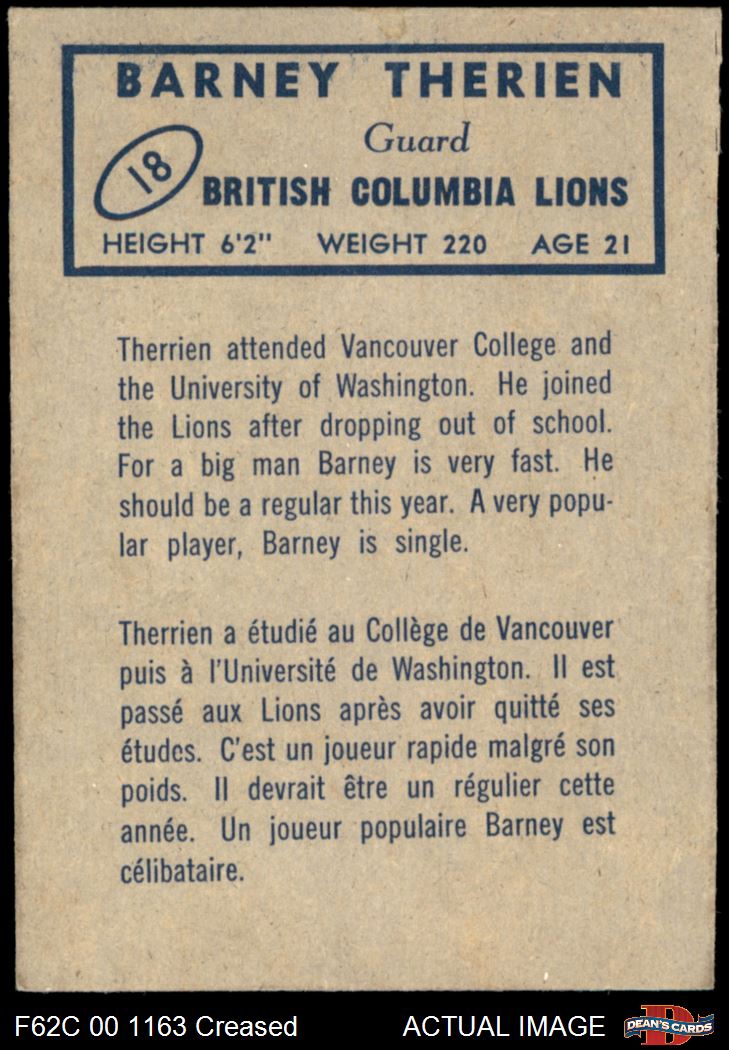 BARNEY THERIEN
Guard
18
BRITISH COLUMBIA LIONS
HEIGHT 6'2" WEIGHT 220 AGE 21
Therrien attended Vancouver College and
the University of Washington. He joined
the Lions after dropping out of school.
For a big man Barney is very fast. He
should be a regular this year. A very popu-
lar player, Barney is single.
Therrien a étudié au Collège de Vancouver
puis à l'Université de Washington. Il est
passé aux Lions après avoir quitté ses
études. C'est un joueur rapide malgré son
poids. Il devrait être un régulier cette
année. Un joueur populaire Barney est
célibataire.
F62C 00 1163 Creased ACTUAL IMAGE
D
DEAN'S CARDS